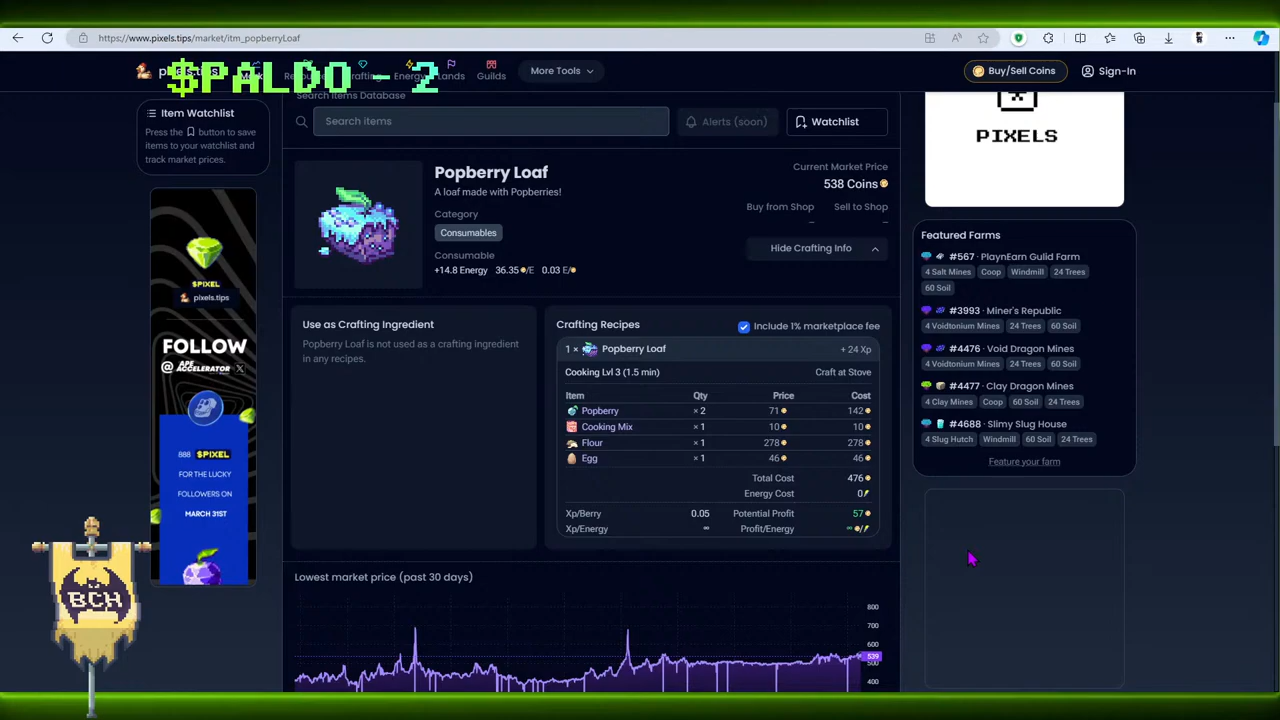 https://www.pixels.tips/market/itm_popberryLoaf
pixels.tips
Energy
Lands
Guilds
More Tools
Buy/Sell Coins
Sign-In
$PALDO - 2
Item Watchlist
Press the button to save
items to your watchlist and
track market prices.
$PIXEL
pixels.tips
FOLLOW
@ APE ACCELERATOR X
888 $PIXEL
FOR THE LUCKY
FOLLOWERS ON
MARCH 31ST
BCH
Search Items Database
Search items
Alerts (soon)
Watchlist
Popberry Loaf
A loaf made with Popberries!
Category
Consumables
Consumable
+14.8 Energy 36.35 /E 0.03 E/
Current Market Price
538 Coins
Buy from Shop Sell to Shop
– –
Hide Crafting Info
Use as Crafting Ingredient
Popberry Loaf is not used as a crafting ingredient
in any recipes.
Crafting Recipes
Include 1% marketplace fee
1 × Popberry Loaf + 24 Xp
Cooking Lvl 3 (1.5 min) Craft at Stove
Item Qty Price Cost
Popberry × 2 71 142
Cooking Mix × 1 10 10
Flour × 1 278 278
Egg × 1 46 46
Total Cost 476
Energy Cost 0
Xp/Berry 0.05 Potential Profit 57
Xp/Energy ∞ Profit/Energy ∞ /
Lowest market price (past 30 days)
800
700
600
539
500
400
PIXELS
Featured Farms
#567 · PlaynEarn Guild Farm
4 Salt Mines Coop Windmill 24 Trees
60 Soil
#3993 · Miner's Republic
4 Voidtonium Mines 24 Trees 60 Soil
#4476 · Void Dragon Mines
4 Voidtonium Mines 24 Trees 60 Soil
#4477 · Clay Dragon Mines
4 Clay Mines Coop 60 Soil 24 Trees
#4688 · Slimy Slug House
4 Slug Hutch Windmill 60 Soil 24 Trees
Feature your farm